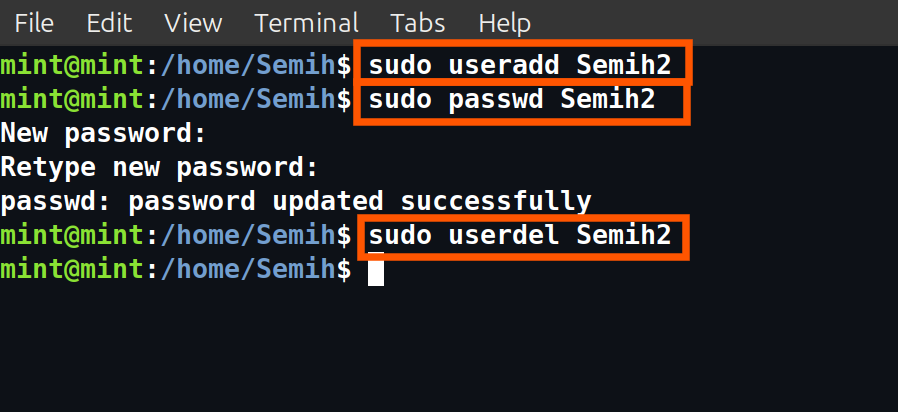 File Edit View Terminal Tabs Help
mint@mint:/home/Semih$ sudo useradd Semih2
mint@mint:/home/Semih$ sudo passwd Semih2
New password:
Retype new password:
passwd: password updated successfully
mint@mint:/home/Semih$ sudo userdel Semih2
mint@mint:/home/Semih$